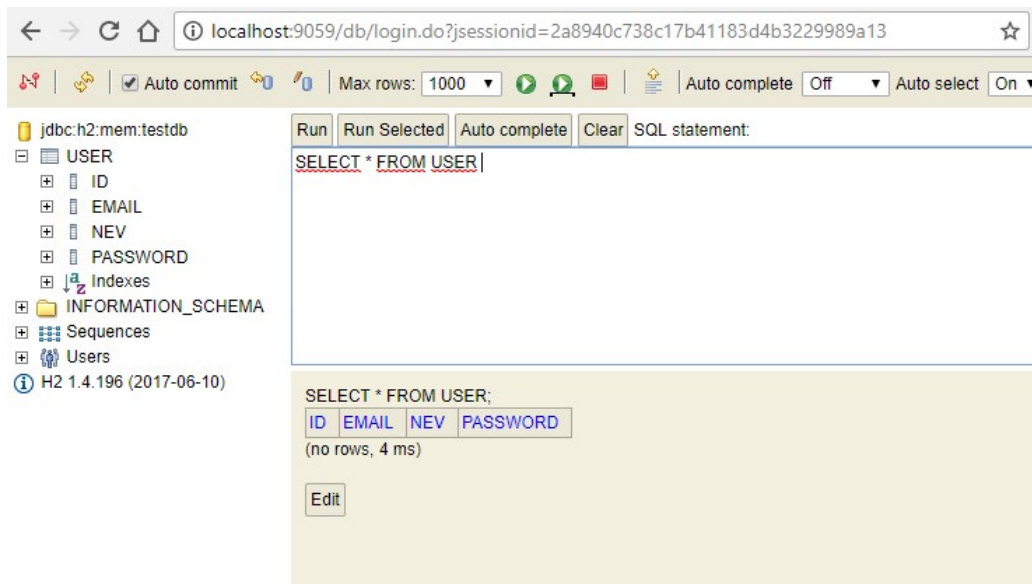 localhost:9059/db/login.do?jsessionid=2a8940c738c17b41183d4b3229989a13
Auto commit Max rows: 1000 Auto complete Off Auto select On
jdbc:h2:mem:testdb
USER
ID
EMAIL
NEV
PASSWORD
Indexes
INFORMATION_SCHEMA
Sequences
Users
H2 1.4.196 (2017-06-10)
Run Run Selected Auto complete Clear SQL statement:
SELECT * FROM USER
SELECT * FROM USER;
ID EMAIL NEV PASSWORD
(no rows, 4 ms)
Edit